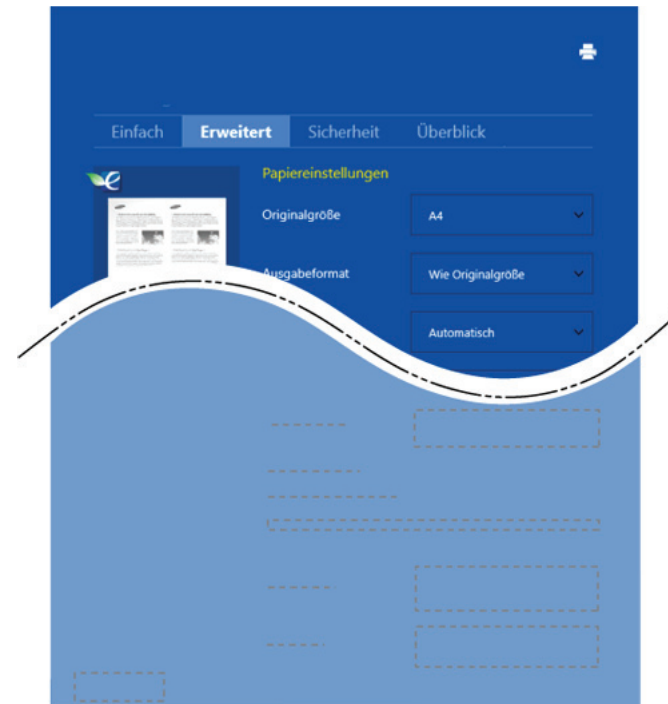 Einfach Erweitert Sicherheit Überblick
Papiereinstellungen
Originalgröße A4
Ausgabeformat Wie Originalgröße
Automatisch